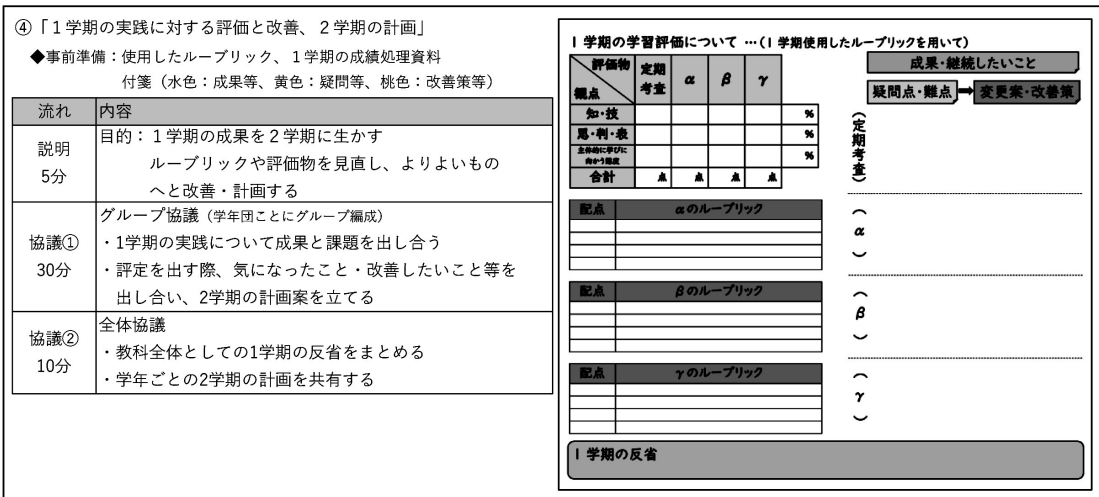 ④「１学期の実践に対する評価と改善、２学期の計画」
◆事前準備：使用したルーブリック、１学期の成績処理資料
付箋（水色：成果等、黄色：疑問等、桃色：改善策等）
流れ 内容
説明
5分
目的：１学期の成果を２学期に生かす
ルーブリックや評価物を見直し、よりよいもの
へと改善・計画する
協議①
30分
グループ協議（学年団ごとにグループ編成）
・1学期の実践について成果と課題を出し合う
・評定を出す際、気になったこと・改善したいこと等を
出し合い、2学期の計画案を立てる
協議②
10分
全体協議
・教科全体としての1学期の反省をまとめる
・学年ごとの2学期の計画を共有する
１学期の学習評価について …（１学期使用したルーブリックを用いて）
評価物
観点
定期
考査
α β γ
知・技 %
思・判・表 %
主体的に学びに
向かう態度
%
合計 点 点 点 点
成果・継続したいこと
疑問点・難点 ➡ 変更案・改善策
（定期考査）
配点 αのルーブリック
（α）
配点 βのルーブリック
（β）
配点 γのルーブリック
（γ）
１学期の反省